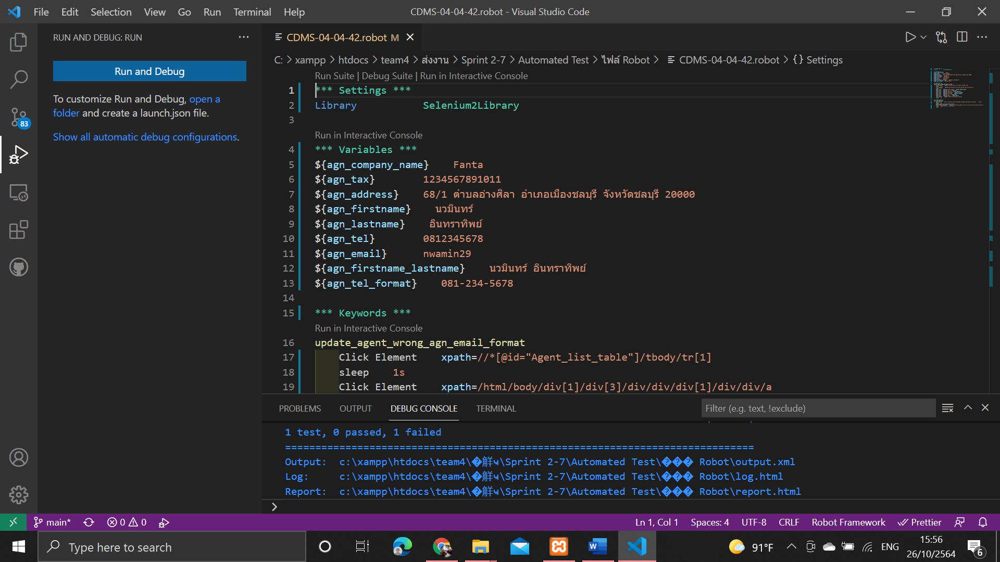 File Edit Selection View Go Run Terminal Help
CDMS-04-04-42.robot - Visual Studio Code
RUN AND DEBUG: RUN
Run and Debug
To customize Run and Debug, open a
folder and create a launch.json file.
Show all automatic debug configurations.
83
CDMS-04-04-42.robot M
C: > xampp > htdocs > team4 > ส่งงาน > Sprint 2-7 > Automated Test > ไฟล์ Robot > CDMS-04-04-42.robot > {} Settings
Run Suite | Debug Suite | Run in Interactive Console
1 *** Settings ***
2 Library Selenium2Library
3
Run in Interactive Console
4 *** Variables ***
5 ${agn_company_name} Fanta
6 ${agn_tax} 1234567891011
7 ${agn_address} 68/1 ตำบลอ่างศิลา อำเภอเมืองชลบุรี จังหวัดชลบุรี 20000
8 ${agn_firstname} นวมินทร์
9 ${agn_lastname} อินทราทิพย์
10 ${agn_tel} 0812345678
11 ${agn_email} nwamin29
12 ${agn_firstname_lastname} นวมินทร์ อินทราทิพย์
13 ${agn_tel_format} 081-234-5678
14
15 *** Keywords ***
Run in Interactive Console
16 update_agent_wrong_agn_email_format
17 Click Element xpath=//*[@id="Agent_list_table"]/tbody/tr[1]
18 sleep 1s
19 Click Element xpath=/html/body/div[1]/div[3]/div/div/div[1]/div/div/a
PROBLEMS OUTPUT DEBUG CONSOLE TERMINAL
Filter (e.g. text, !exclude)
1 test, 0 passed, 1 failed
==============================================================================
Output: c:\xampp\htdocs\team4\�觧ҹ\Sprint 2-7\Automated Test\��� Robot\output.xml
Log: c:\xampp\htdocs\team4\�觧ҹ\Sprint 2-7\Automated Test\��� Robot\log.html
Report: c:\xampp\htdocs\team4\�觧ҹ\Sprint 2-7\Automated Test\��� Robot\report.html
main* 0 0
Ln 1, Col 1 Spaces: 4 UTF-8 CRLF Robot Framework Prettier
Type here to search
91°F ENG
15:56
26/10/2564
6